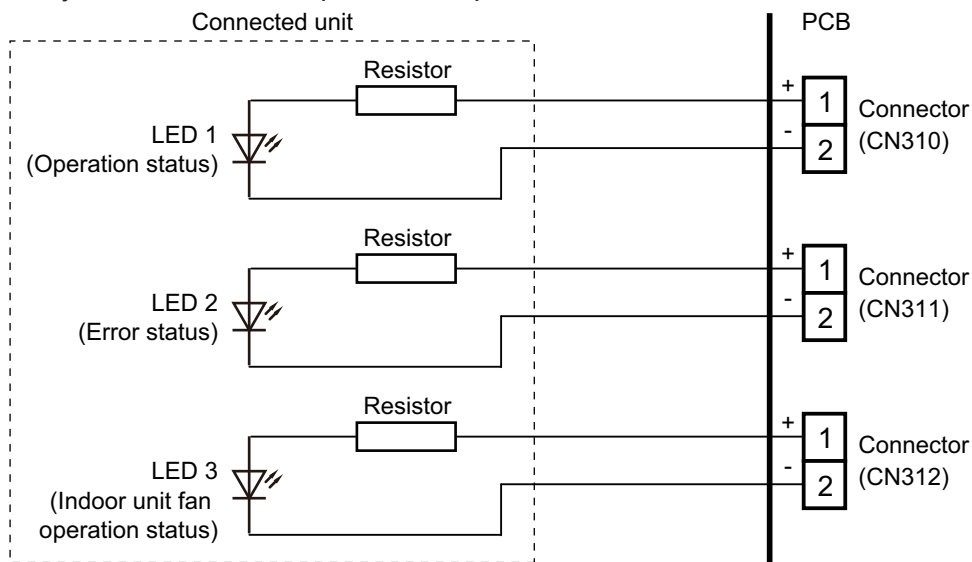 Connected unit
PCB
Resistor
+
1
Connector
(CN310)
-
2
LED 1
(Operation status)
Resistor
+
1
Connector
(CN311)
-
2
LED 2
(Error status)
Resistor
+
1
Connector
(CN312)
-
2
LED 3
(Indoor unit fan
operation status)